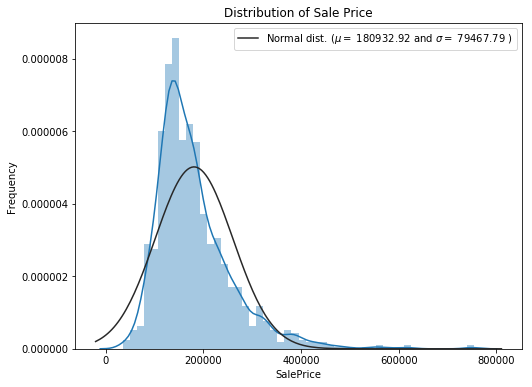 Distribution of Sale Price
Normal dist. (μ = 180932.92 and σ = 79467.79 )
Frequency
0.000008
0.000006
0.000004
0.000002
0.000000
0
200000
400000
600000
800000
SalePrice